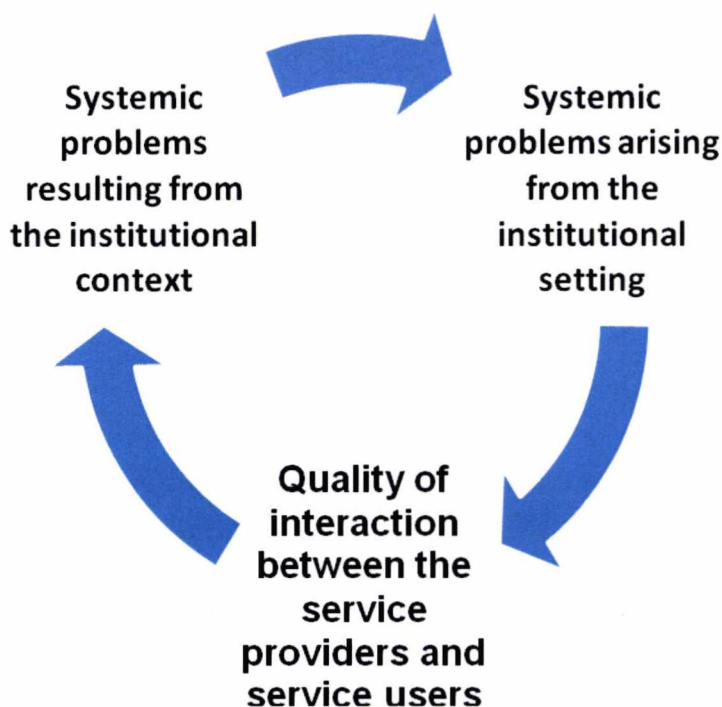 Systemic
problems
resulting from
the institutional
context
Systemic
problems arising
from the
institutional
setting
Quality of
interaction
between the
service
providers and
service users